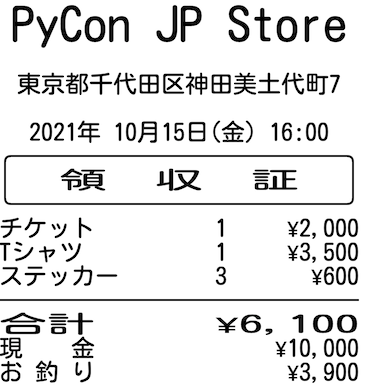 PyCon JP Store
東京都千代田区神田美土代町7
2021年 10月15日(金) 16:00
領 収 証
チケット 1 ¥2,000
Tシャツ 1 ¥3,500
ステッカー 3 ¥600
合計 ¥6,100
現 金 ¥10,000
お 釣 り ¥3,900